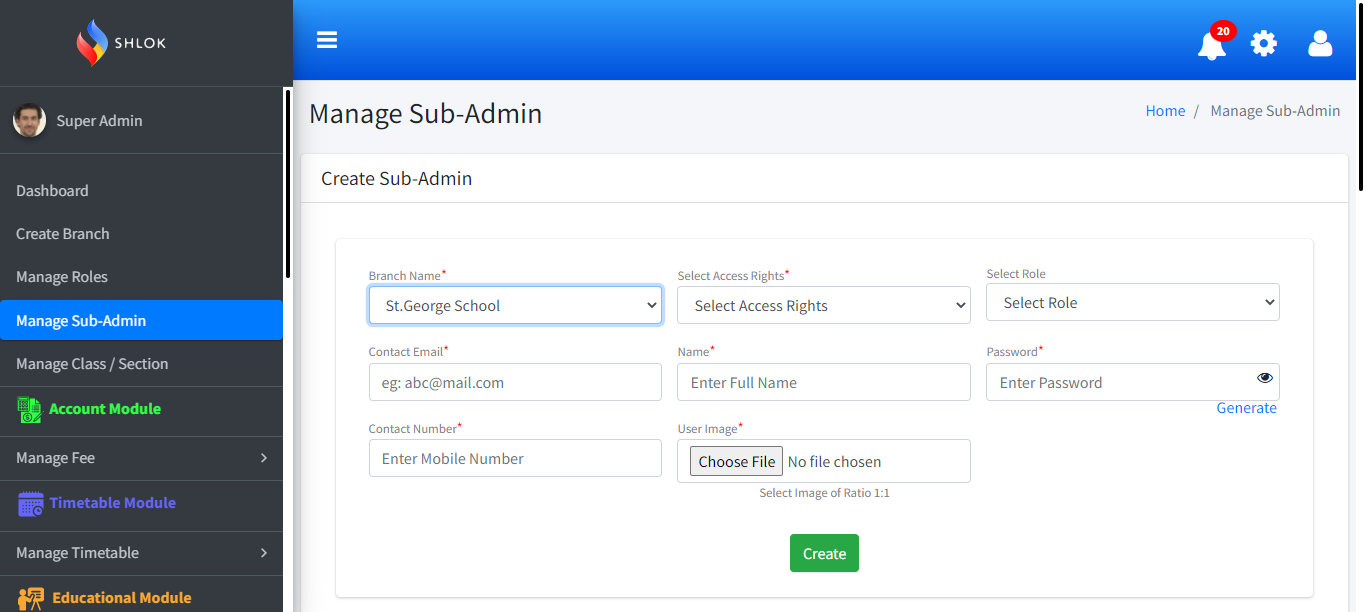 SHLOK
20
Super Admin
Manage Sub-Admin
Home / Manage Sub-Admin
Dashboard
Create Branch
Manage Roles
Manage Sub-Admin
Manage Class / Section
Account Module
Manage Fee
Timetable Module
Manage Timetable
Educational Module
Create Sub-Admin
Branch Name* Select Access Rights* Select Role
St.George School Select Access Rights Select Role
Contact Email* Name* Password*
eg: abc@mail.com Enter Full Name Enter Password
Generate
Contact Number* User Image*
Enter Mobile Number Choose File No file chosen
Select Image of Ratio 1:1
Create